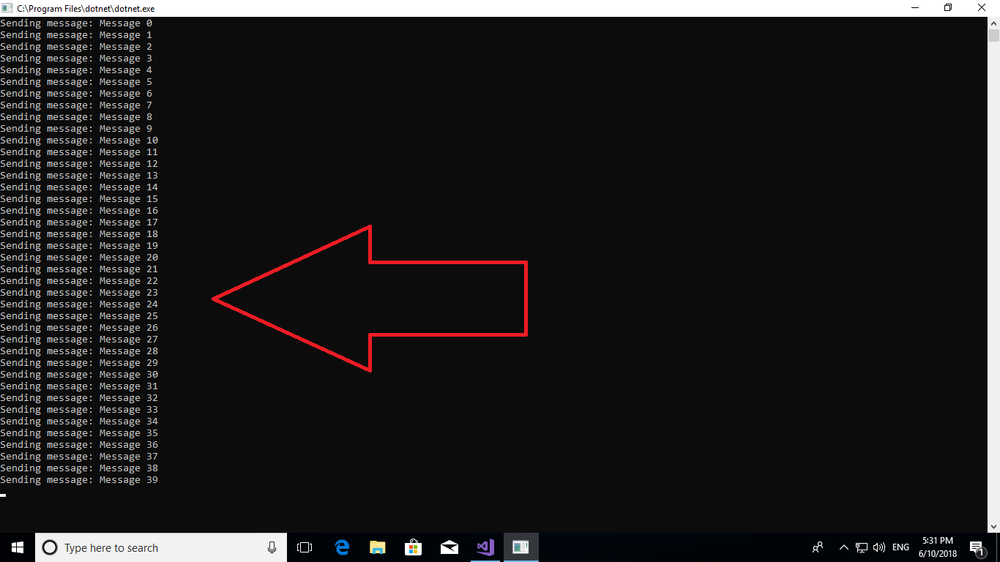 C:\Program Files\dotnet\dotnet.exe
Sending message: Message 0
Sending message: Message 1
Sending message: Message 2
Sending message: Message 3
Sending message: Message 4
Sending message: Message 5
Sending message: Message 6
Sending message: Message 7
Sending message: Message 8
Sending message: Message 9
Sending message: Message 10
Sending message: Message 11
Sending message: Message 12
Sending message: Message 13
Sending message: Message 14
Sending message: Message 15
Sending message: Message 16
Sending message: Message 17
Sending message: Message 18
Sending message: Message 19
Sending message: Message 20
Sending message: Message 21
Sending message: Message 22
Sending message: Message 23
Sending message: Message 24
Sending message: Message 25
Sending message: Message 26
Sending message: Message 27
Sending message: Message 28
Sending message: Message 29
Sending message: Message 30
Sending message: Message 31
Sending message: Message 32
Sending message: Message 33
Sending message: Message 34
Sending message: Message 35
Sending message: Message 36
Sending message: Message 37
Sending message: Message 38
Sending message: Message 39
Type here to search
ENG
5:31 PM
6/10/2018
1